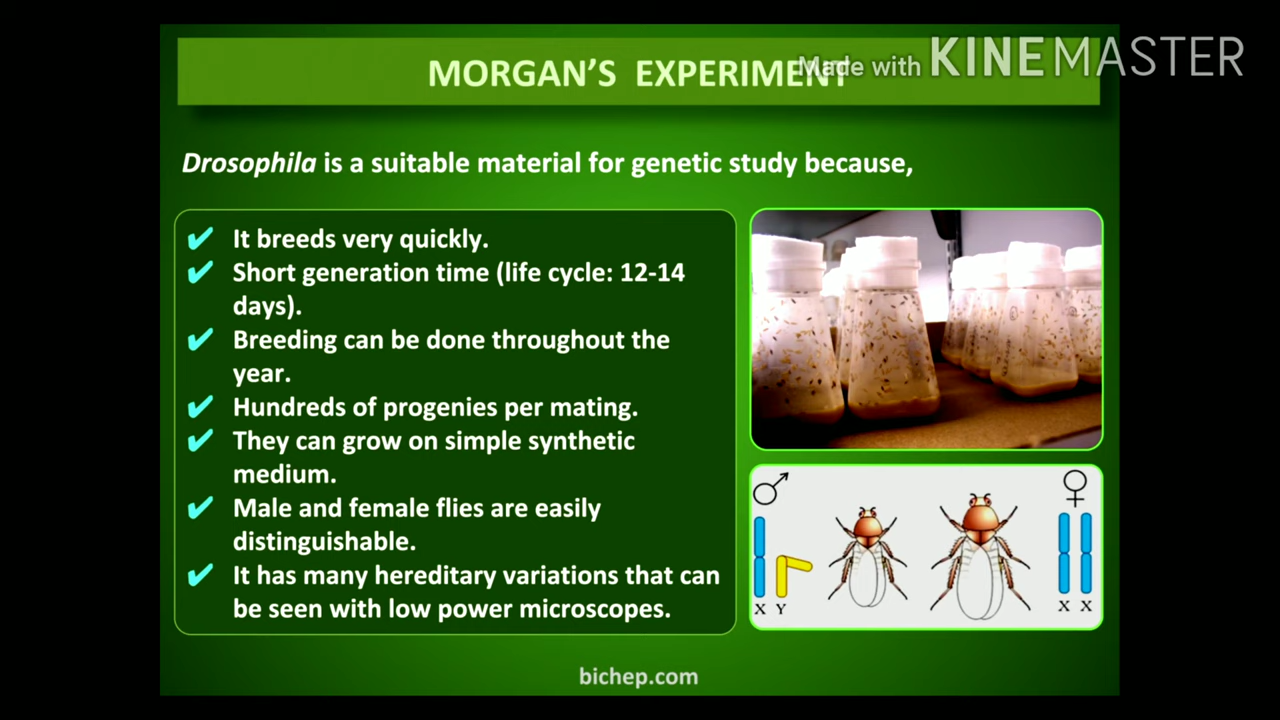 MORGAN'S EXPERIMENT
Made with KINEMASTER
Drosophila is a suitable material for genetic study because,
✔ It breeds very quickly.
✔ Short generation time (life cycle: 12-14
days).
✔ Breeding can be done throughout the
year.
✔ Hundreds of progenies per mating.
✔ They can grow on simple synthetic
medium.
✔ Male and female flies are easily
distinguishable.
✔ It has many hereditary variations that can
be seen with low power microscopes.
♂ ♀
X Y X X
bichep.com